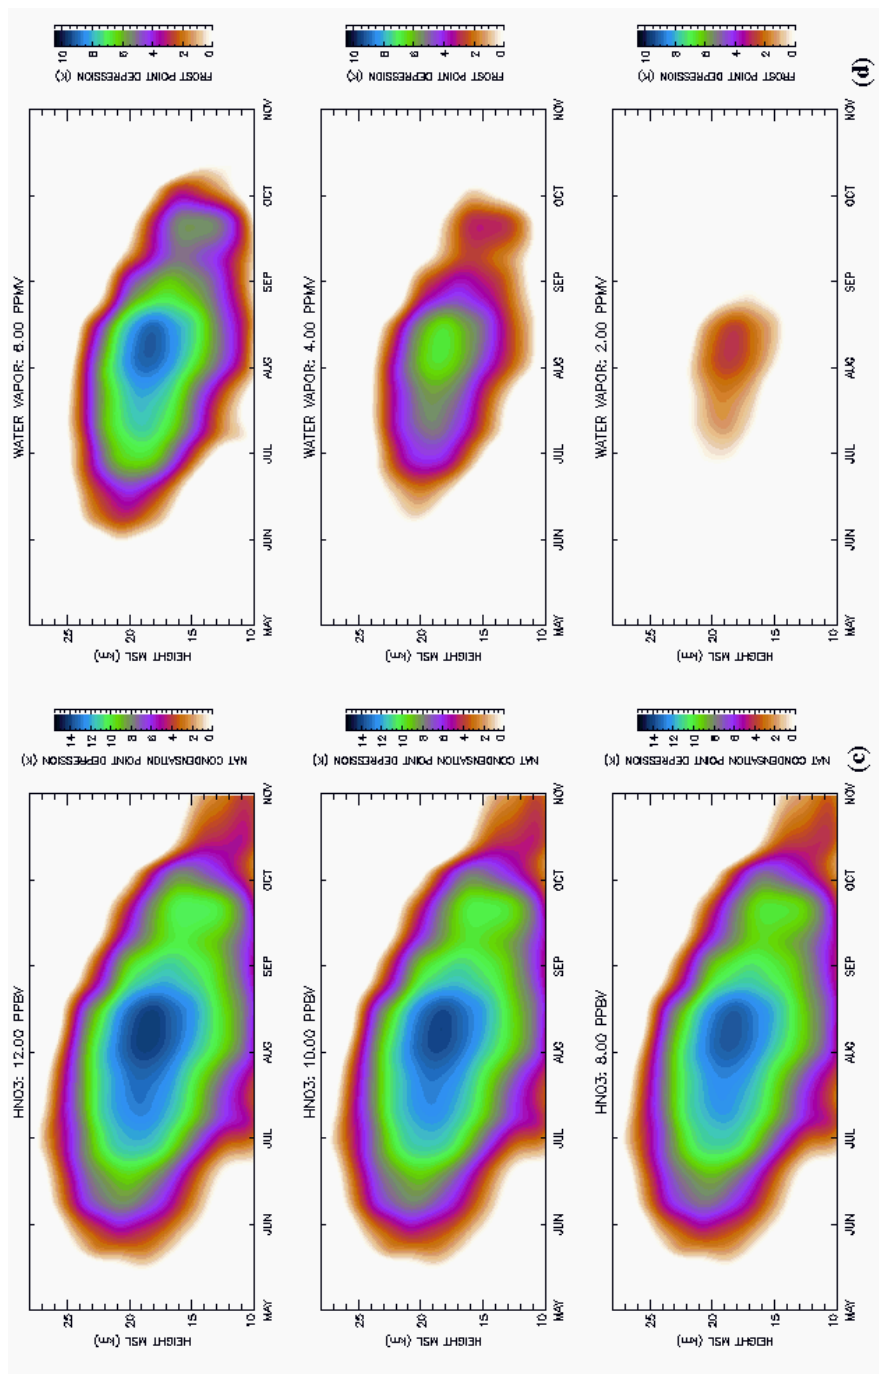 HNO3: 12.00 PPBV
HEIGHT MSL (km)
25
20
15
10
MAY JUN JUL AUG SEP OCT NOV
NAT CONDENSATION POINT DEPRESSION (K)
14
12
10
8
6
4
2
0
WATER VAPOR: 6.00 PPMV
HEIGHT MSL (km)
25
20
15
10
MAY JUN JUL AUG SEP OCT NOV
FROST POINT DEPRESSION (K)
10
8
6
4
2
0
HNO3: 10.00 PPBV
HEIGHT MSL (km)
25
20
15
10
MAY JUN JUL AUG SEP OCT NOV
NAT CONDENSATION POINT DEPRESSION (K)
14
12
10
8
6
4
2
0
WATER VAPOR: 4.00 PPMV
HEIGHT MSL (km)
25
20
15
10
MAY JUN JUL AUG SEP OCT NOV
FROST POINT DEPRESSION (K)
10
8
6
4
2
0
HNO3: 8.00 PPBV
HEIGHT MSL (km)
25
20
15
10
MAY JUN JUL AUG SEP OCT NOV
NAT CONDENSATION POINT DEPRESSION (K)
14
12
10
8
6
4
2
0
WATER VAPOR: 2.00 PPMV
HEIGHT MSL (km)
25
20
15
10
MAY JUN JUL AUG SEP OCT NOV
FROST POINT DEPRESSION (K)
10
8
6
4
2
0
(c)
(d)